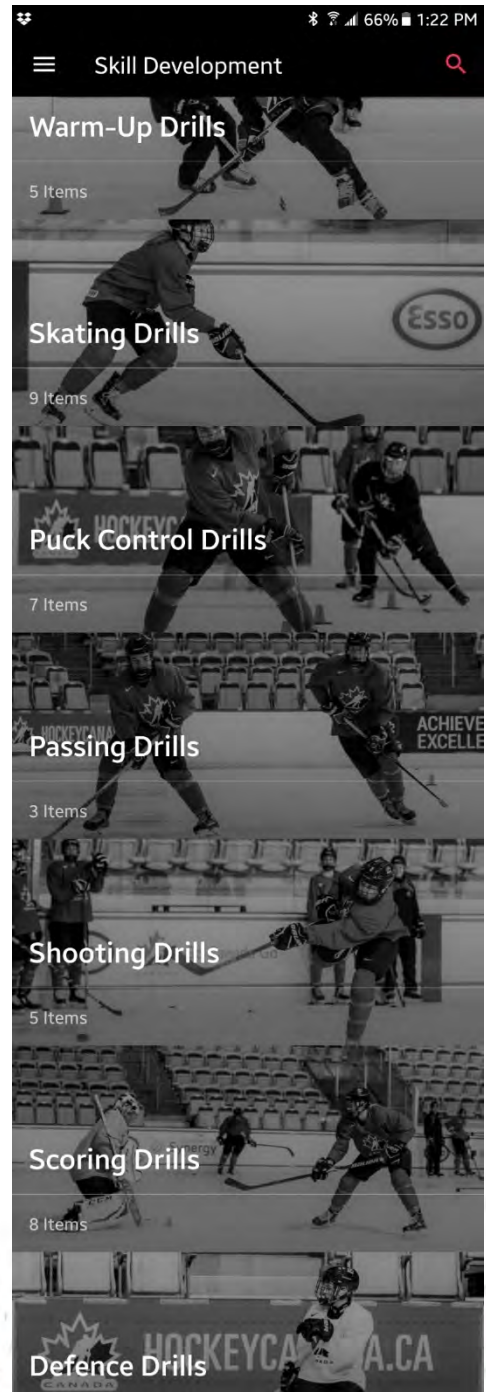 66% 1:22 PM
Skill Development
Warm-Up Drills
5 Items
Esso
Skating Drills
9 Items
HOCKEYC
Puck Control Drills
7 Items
HOCKEYCANA
ACHIEVE
EXCELLE
Passing Drills
3 Items
Shooting Drills
5 Items
Synergy
Scoring Drills
8 Items
HOCKEYCA A.CA
Defence Drills
CANADA